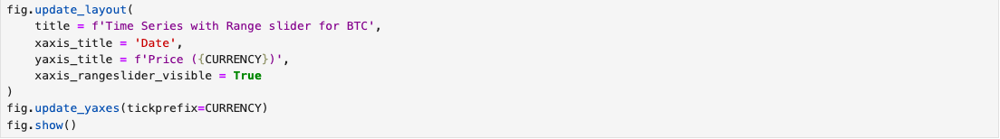 fig.update_layout(
    title = f'Time Series with Range slider for BTC',
    xaxis_title = 'Date',
    yaxis_title = f'Price ({CURRENCY})',
    xaxis_rangeslider_visible = True
)
fig.update_yaxes(tickprefix=CURRENCY)
fig.show()